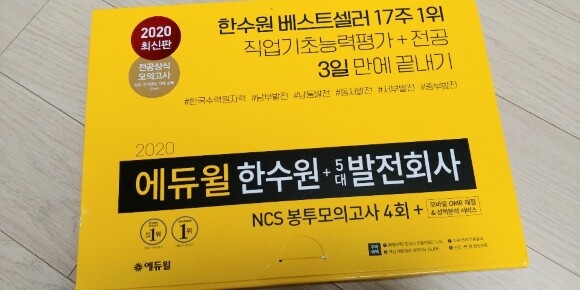 2020
최신판
한수원 베스트셀러 17주 1위
직업기초능력평가+전공
3일 만에 끝내기
전공상식
모의고사
#한국수력원자력 #남부발전 #남동발전 #동서발전 #서부발전 #중부발전
2020
에듀윌 한수원 + 5대 발전회사
NCS 봉투모의고사 4회 +
모바일 OMR 채점
& 성적분석 서비스
1위
1위
에듀윌